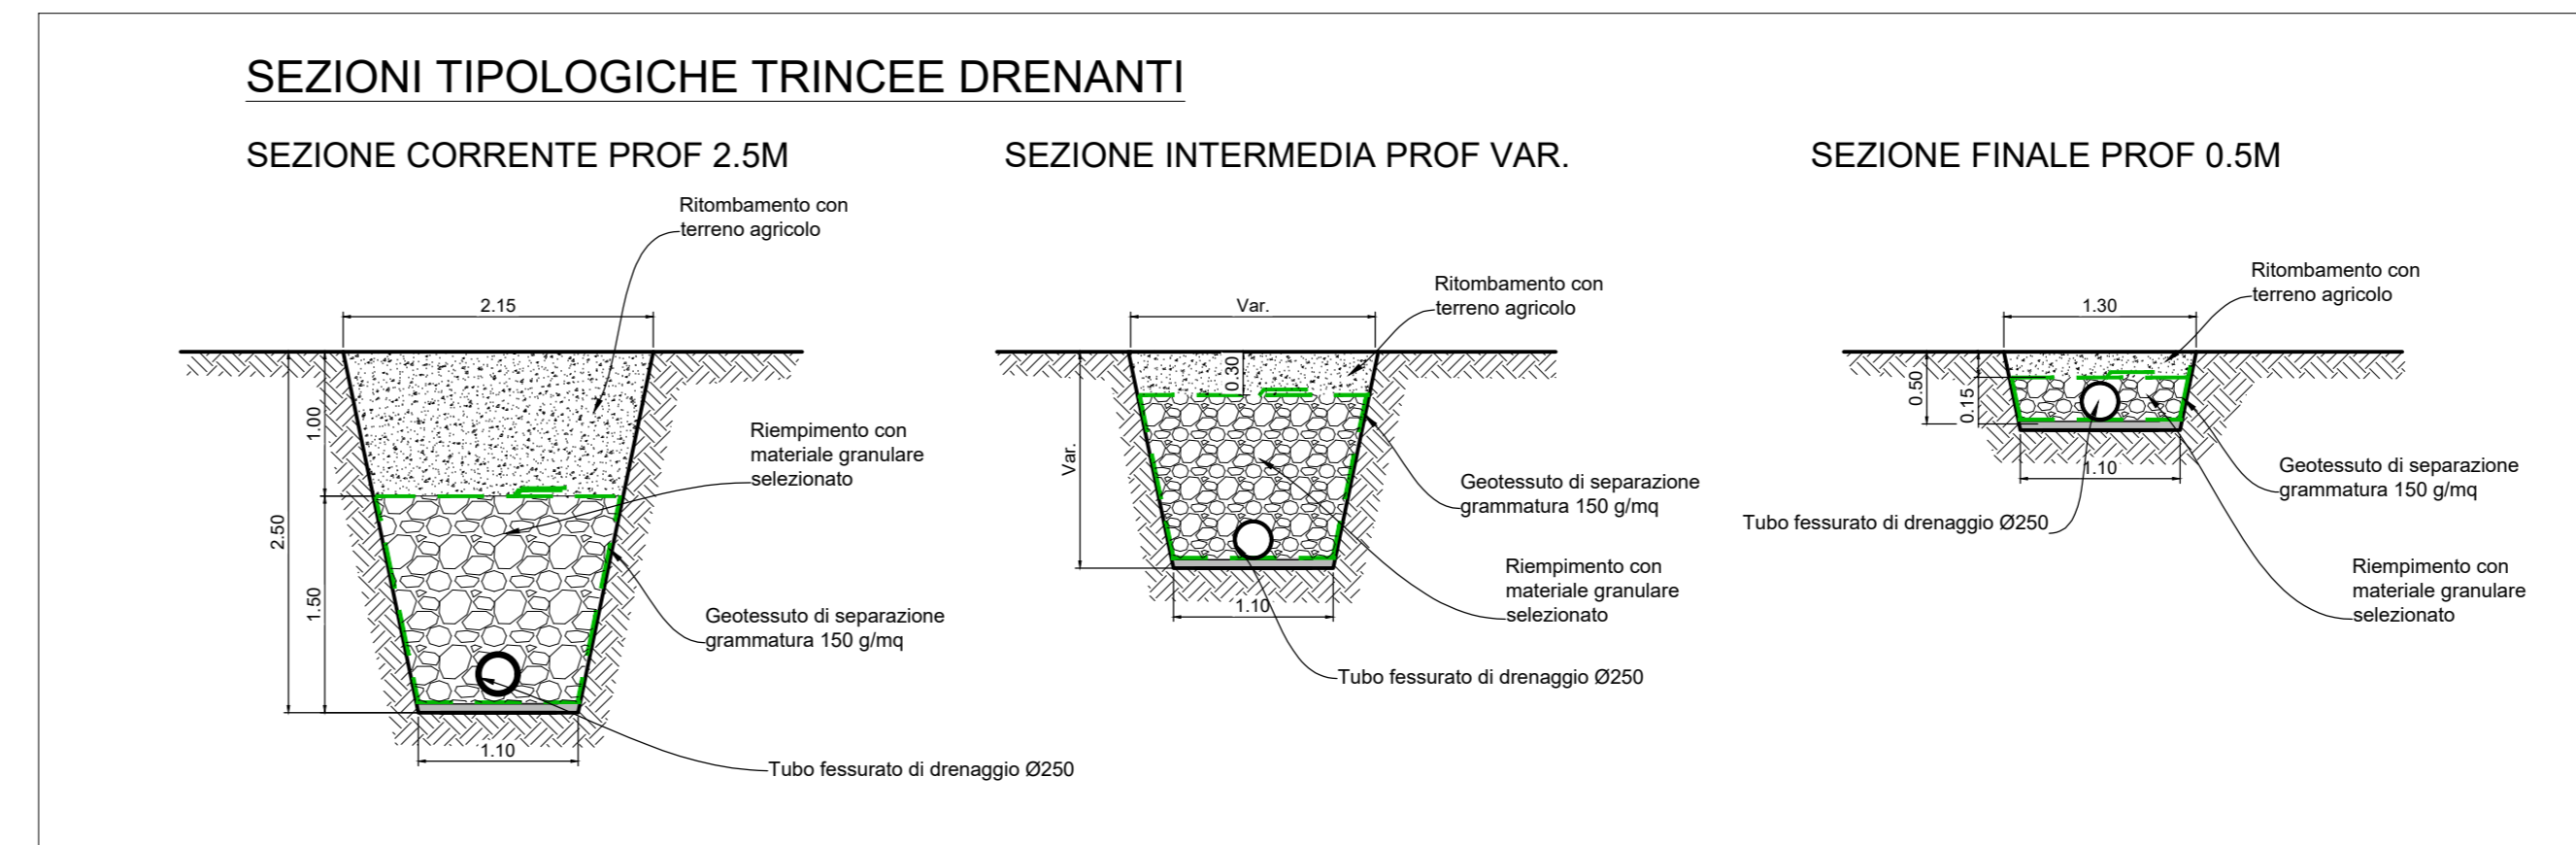 SEZIONI TIPOLOGICHE TRINCEE DRENANTI
SEZIONE CORRENTE PROF 2.5M
Ritombamento con
terreno agricolo
2.15
1.00
2.50
1.50
Riempimento con
materiale granulare
selezionato
Geotessuto di separazione
grammatura 150 g/mq
1.10
Tubo fessurato di drenaggio Ø250
SEZIONE INTERMEDIA PROF VAR.
Ritombamento con
terreno agricolo
Var.
0.30
Var.
Geotessuto di separazione
grammatura 150 g/mq
Riempimento con
materiale granulare
selezionato
1.10
Tubo fessurato di drenaggio Ø250
SEZIONE FINALE PROF 0.5M
Ritombamento con
terreno agricolo
1.30
0.50
0.15
1.10
Geotessuto di separazione
grammatura 150 g/mq
Tubo fessurato di drenaggio Ø250
Riempimento con
materiale granulare
selezionato